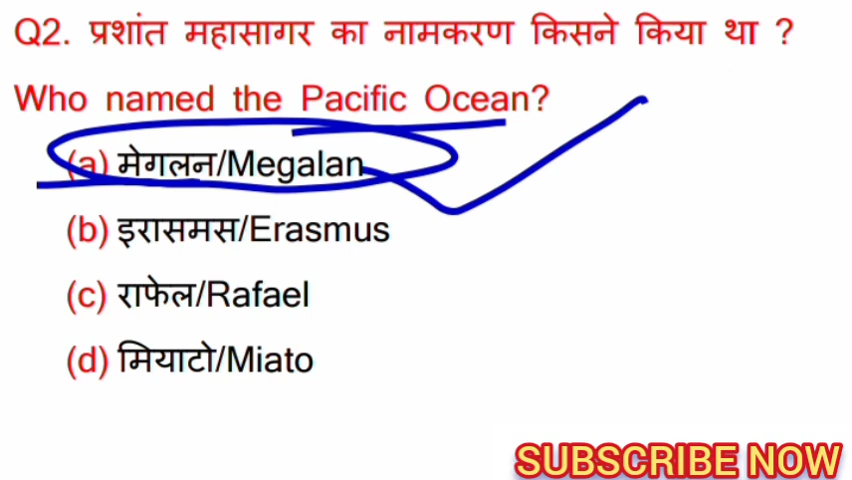 Q2. प्रशांत महासागर का नामकरण किसने किया था ?
Who named the Pacific Ocean?
(a) मेगलन/Megalan
(b) इरासमस/Erasmus
(c) राफेल/Rafael
(d) मियाटो/Miato
SUBSCRIBE NOW